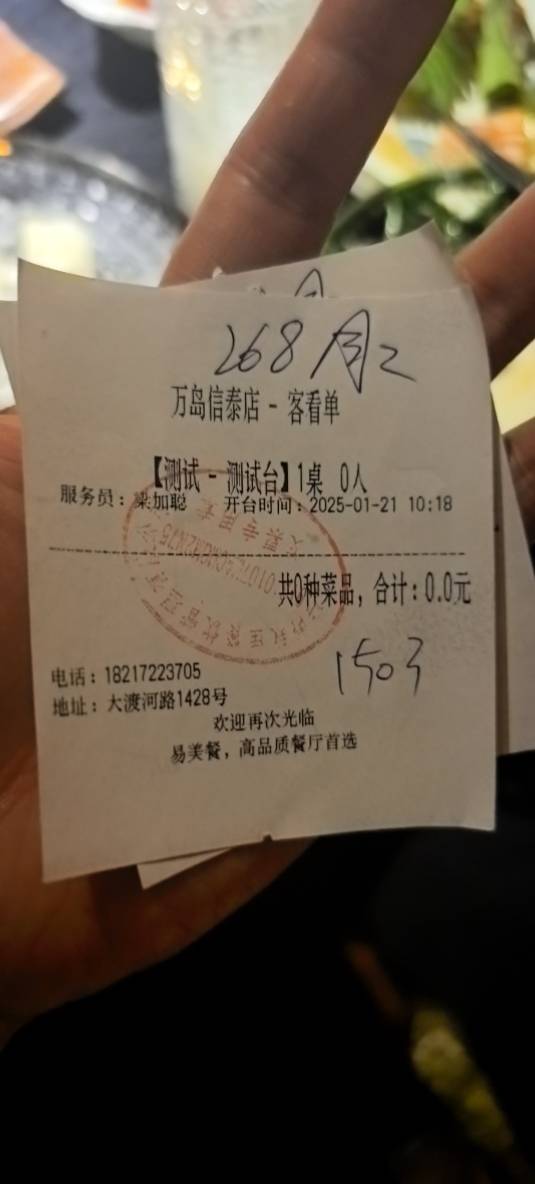 268 周二
万岛信泰店 - 客看单
【测试 - 测试台】1桌 0人
服务员：梁加聪 开台时间：2025-01-21 10:18
共0种菜品，合计：0.0元
1503
电话：18217223705
地址：大渡河路1428号
欢迎再次光临
易美餐，高品质餐厅首选